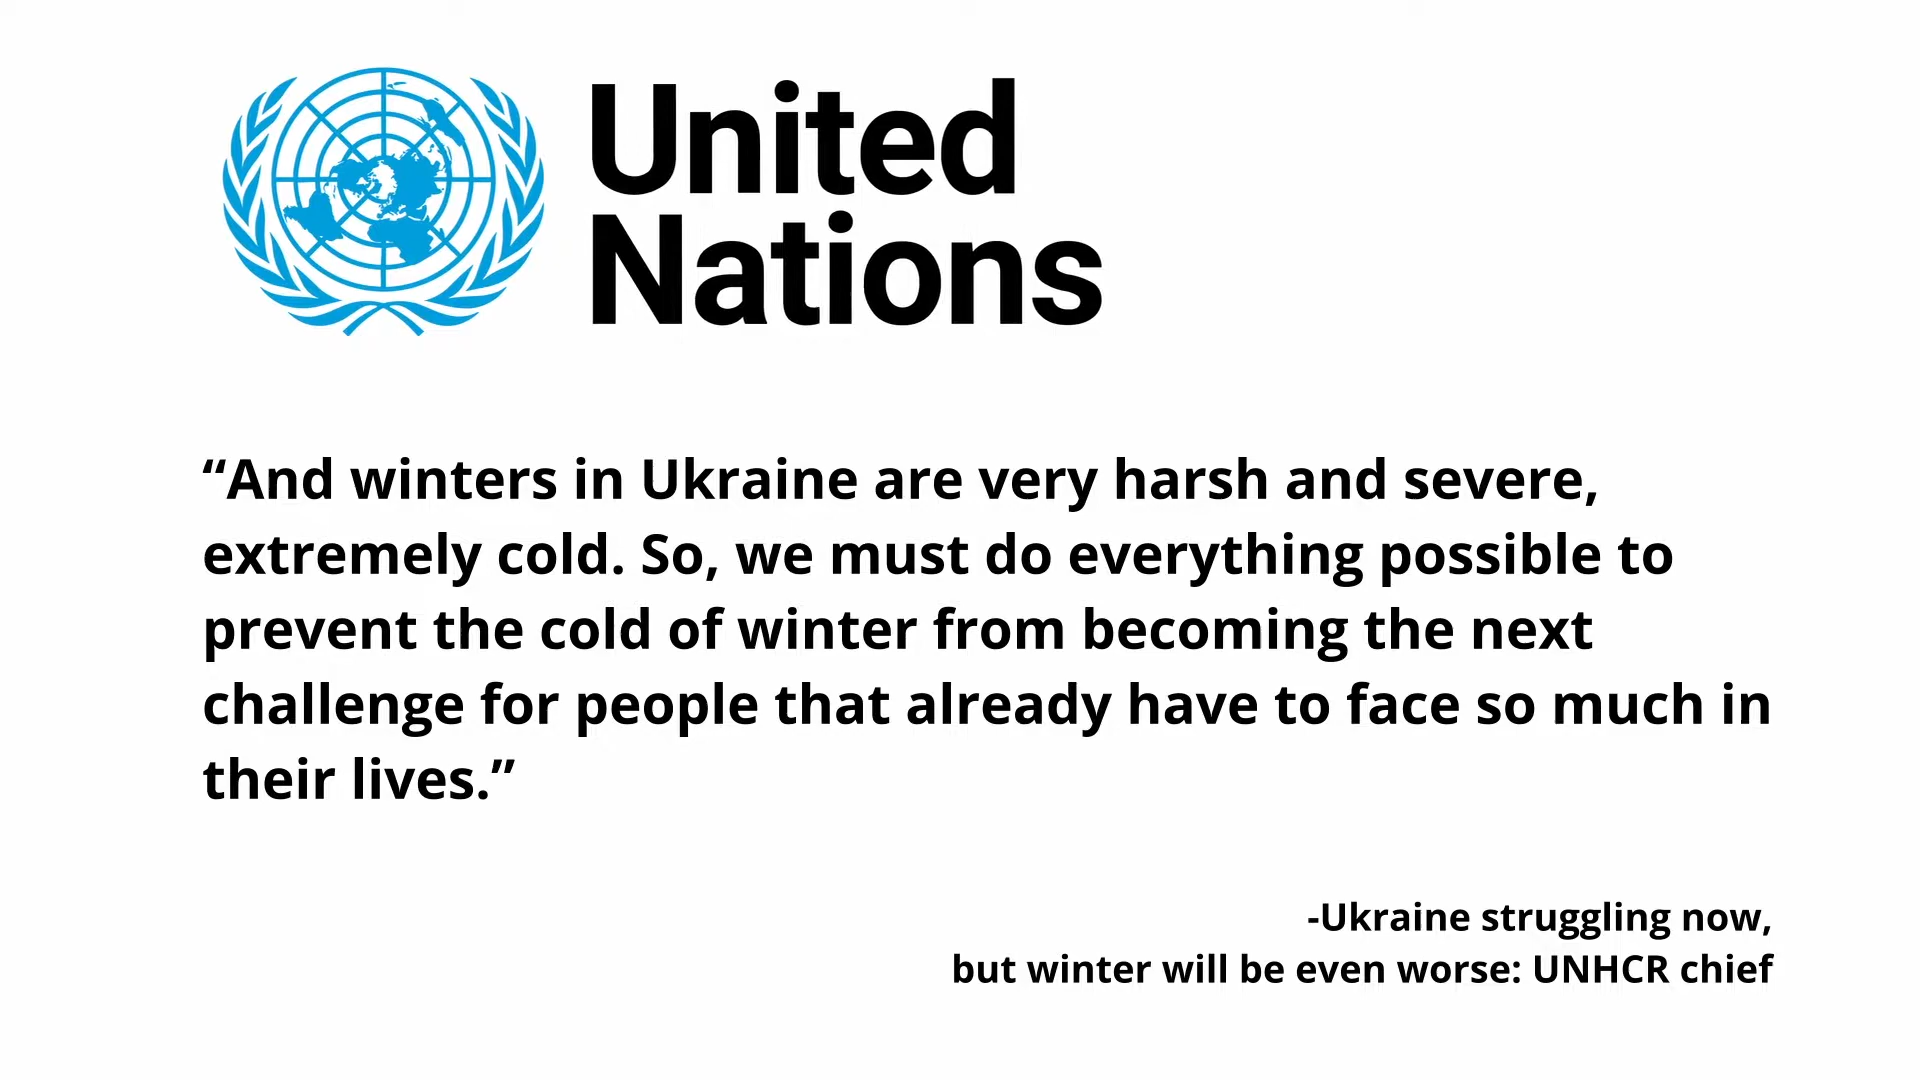 United
Nations
“And winters in Ukraine are very harsh and severe,
extremely cold. So, we must do everything possible to
prevent the cold of winter from becoming the next
challenge for people that already have to face so much in
their lives.”
-Ukraine struggling now,
but winter will be even worse: UNHCR chief